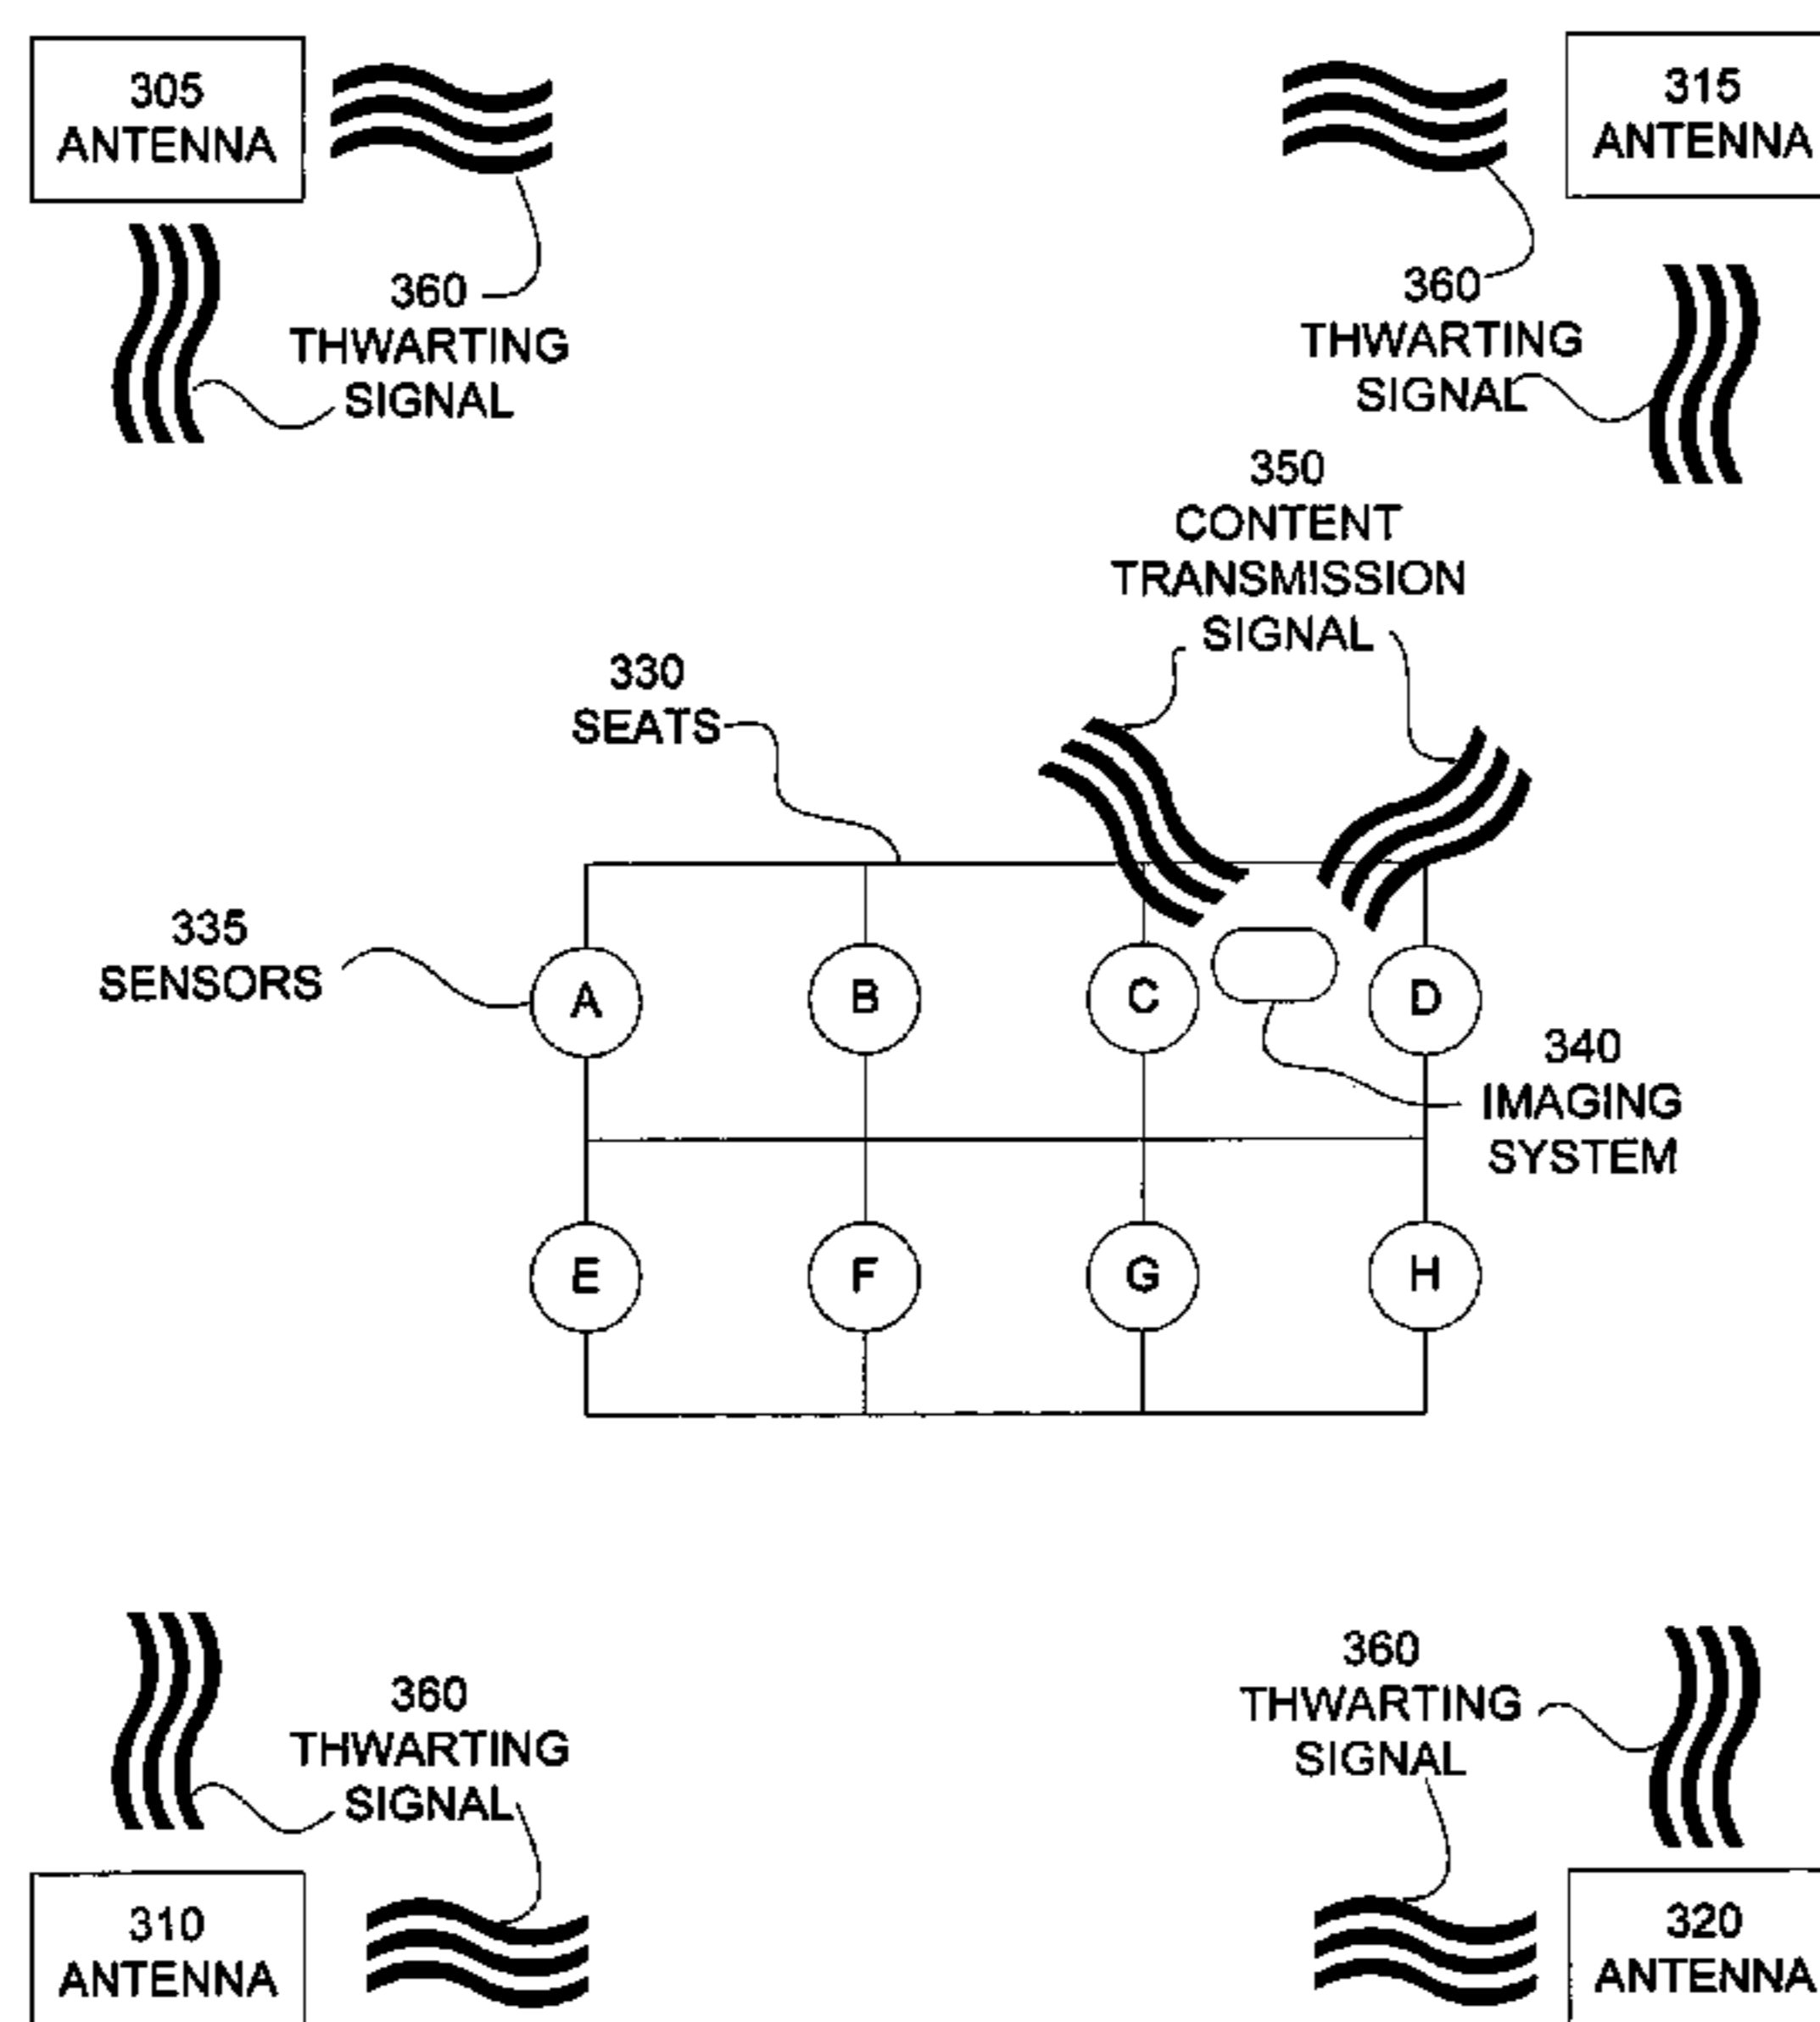 305
ANTENNA
315
ANTENNA
360
THWARTING
SIGNAL
360
THWARTING
SIGNAL
350
CONTENT
TRANSMISSION
SIGNAL
330
SEATS
335
SENSORS
A
B
C
D
340
IMAGING
SYSTEM
E
F
G
H
360
THWARTING
SIGNAL
360
THWARTING
SIGNAL
310
ANTENNA
320
ANTENNA